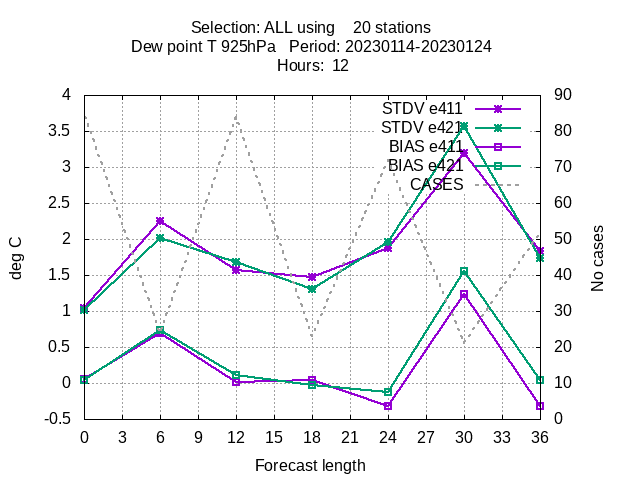 Selection: ALL using 20 stations
Dew point T 925hPa Period: 20230114-20230124
Hours: 12
4
3.5
3
2.5
2
1.5
1
0.5
0
-0.5
90
80
70
60
50
40
30
20
10
0
STDV e411
STDV e421
BIAS e411
BIAS e421
CASES
deg C
No cases
0 3 6 9 12 15 18 21 24 27 30 33 36
Forecast length